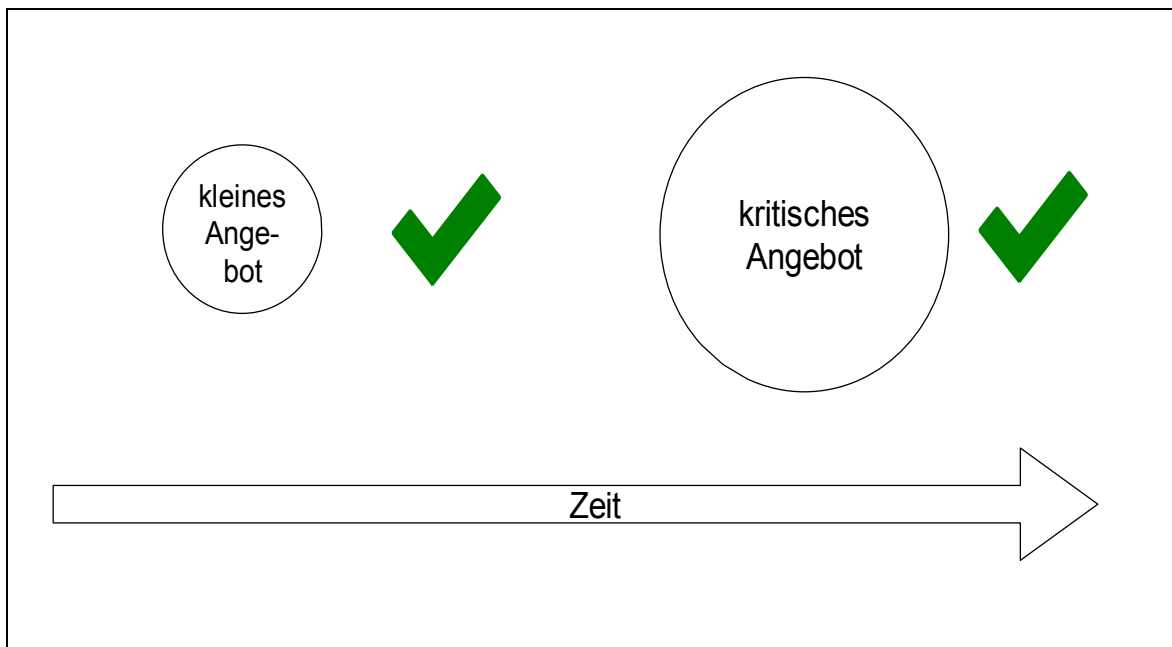 kleines
Ange-
bot
kritisches
Angebot
Zeit